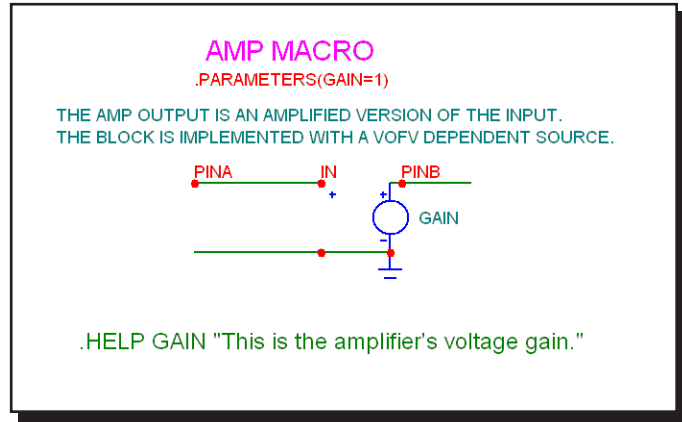 AMP MACRO
.PARAMETERS(GAIN=1)
THE AMP OUTPUT IS AN AMPLIFIED VERSION OF THE INPUT.
THE BLOCK IS IMPLEMENTED WITH A VOFV DEPENDENT SOURCE.
PINA IN PINB
+ +
GAIN
-
.HELP GAIN "This is the amplifier's voltage gain."